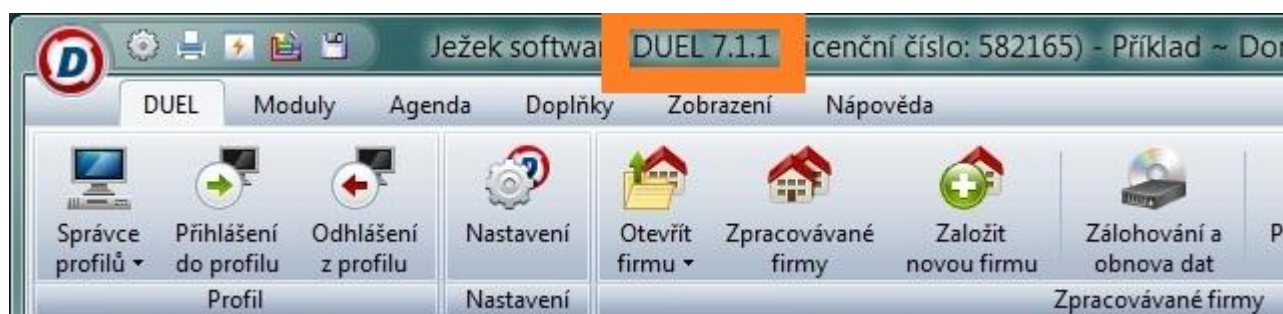 Ježek softwa DUEL 7.1.1 icenční číslo: 582165) - Příklad ~ Do
DUEL Moduly Agenda Doplňky Zobrazení Nápověda
Správce profilů Přihlášení do profilu Odhlášení z profilu Nastavení Otevřít firmu Zpracovávané firmy Založit novou firmu Zálohování a obnova dat P
Profil Nastavení Zpracovávané firmy